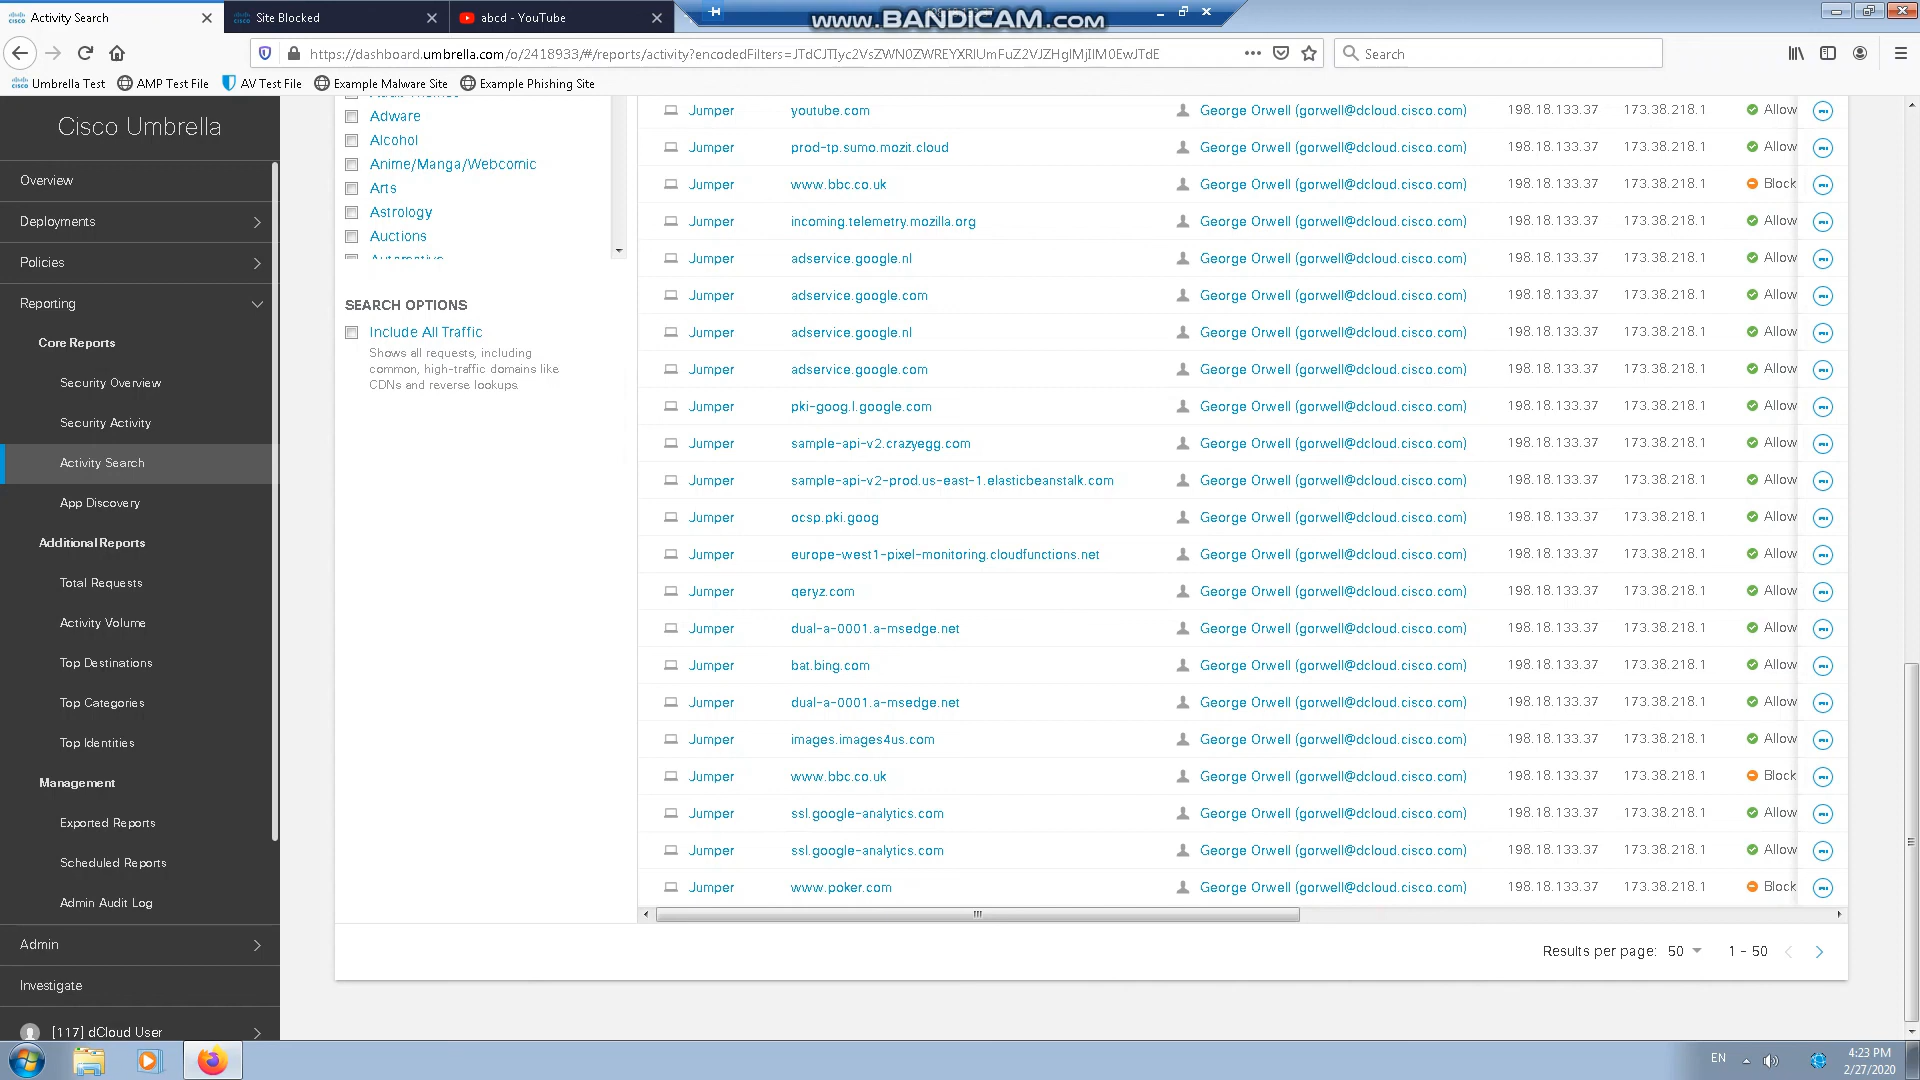 Activity Search
Site Blocked
abcd - YouTube
www.BANDICAM.com
https://dashboard.umbrella.com/o/2418933/#/reports/activity?encodedFilters=JTdCJTIyc2VsZWN0ZWREYXRlUmFuZ2VJZHglMjIlM0EwJTdE
Search
Umbrella Test
AMP Test File
AV Test File
Example Malware Site
Example Phishing Site
Cisco Umbrella
Overview
Deployments
Policies
Reporting
Core Reports
Security Overview
Security Activity
Activity Search
App Discovery
Additional Reports
Total Requests
Activity Volume
Top Destinations
Top Categories
Top Identities
Management
Exported Reports
Scheduled Reports
Admin Audit Log
Admin
Investigate
[117] dCloud User
Adware
Alcohol
Anime/Manga/Webcomic
Arts
Astrology
Auctions
Automotive
SEARCH OPTIONS
Include All Traffic
Shows all requests, including
common, high-traffic domains like
CDNs and reverse lookups.
Jumper youtube.com George Orwell (gorwell@dcloud.cisco.com) 198.18.133.37 173.38.218.1 Allow
Jumper prod-tp.sumo.mozit.cloud George Orwell (gorwell@dcloud.cisco.com) 198.18.133.37 173.38.218.1 Allow
Jumper www.bbc.co.uk George Orwell (gorwell@dcloud.cisco.com) 198.18.133.37 173.38.218.1 Block
Jumper incoming.telemetry.mozilla.org George Orwell (gorwell@dcloud.cisco.com) 198.18.133.37 173.38.218.1 Allow
Jumper adservice.google.nl George Orwell (gorwell@dcloud.cisco.com) 198.18.133.37 173.38.218.1 Allow
Jumper adservice.google.com George Orwell (gorwell@dcloud.cisco.com) 198.18.133.37 173.38.218.1 Allow
Jumper adservice.google.nl George Orwell (gorwell@dcloud.cisco.com) 198.18.133.37 173.38.218.1 Allow
Jumper adservice.google.com George Orwell (gorwell@dcloud.cisco.com) 198.18.133.37 173.38.218.1 Allow
Jumper pki-goog.l.google.com George Orwell (gorwell@dcloud.cisco.com) 198.18.133.37 173.38.218.1 Allow
Jumper sample-api-v2.crazyegg.com George Orwell (gorwell@dcloud.cisco.com) 198.18.133.37 173.38.218.1 Allow
Jumper sample-api-v2-prod.us-east-1.elasticbeanstalk.com George Orwell (gorwell@dcloud.cisco.com) 198.18.133.37 173.38.218.1 Allow
Jumper ocsp.pki.goog George Orwell (gorwell@dcloud.cisco.com) 198.18.133.37 173.38.218.1 Allow
Jumper europe-west1-pixel-monitoring.cloudfunctions.net George Orwell (gorwell@dcloud.cisco.com) 198.18.133.37 173.38.218.1 Allow
Jumper qeryz.com George Orwell (gorwell@dcloud.cisco.com) 198.18.133.37 173.38.218.1 Allow
Jumper dual-a-0001.a-msedge.net George Orwell (gorwell@dcloud.cisco.com) 198.18.133.37 173.38.218.1 Allow
Jumper bat.bing.com George Orwell (gorwell@dcloud.cisco.com) 198.18.133.37 173.38.218.1 Allow
Jumper dual-a-0001.a-msedge.net George Orwell (gorwell@dcloud.cisco.com) 198.18.133.37 173.38.218.1 Allow
Jumper images.images4us.com George Orwell (gorwell@dcloud.cisco.com) 198.18.133.37 173.38.218.1 Allow
Jumper www.bbc.co.uk George Orwell (gorwell@dcloud.cisco.com) 198.18.133.37 173.38.218.1 Block
Jumper ssl.google-analytics.com George Orwell (gorwell@dcloud.cisco.com) 198.18.133.37 173.38.218.1 Allow
Jumper ssl.google-analytics.com George Orwell (gorwell@dcloud.cisco.com) 198.18.133.37 173.38.218.1 Allow
Jumper www.poker.com George Orwell (gorwell@dcloud.cisco.com) 198.18.133.37 173.38.218.1 Block
Results per page: 50 1 - 50
EN
4:23 PM
2/27/2020